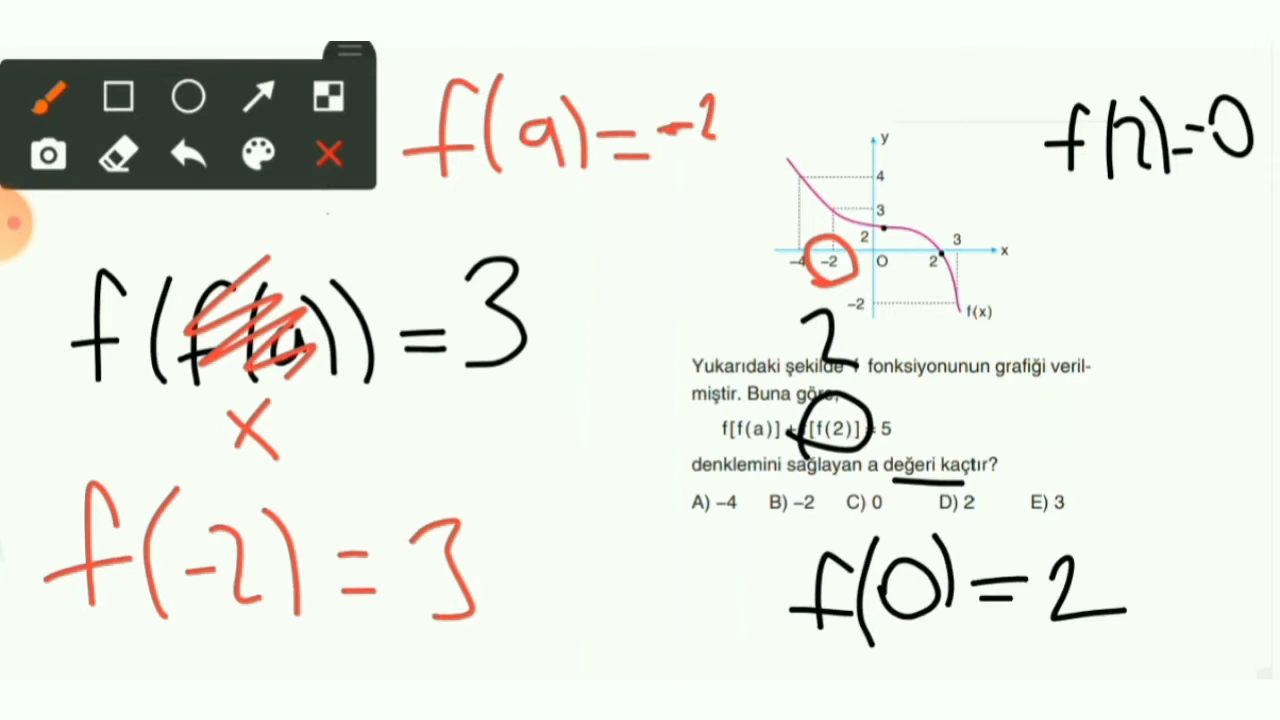 f(a)=-2
f(2)=0
y
4
3
2
3
-4
-2
O
2
x
-2
f(x)
f(f(a))=3
x
2
Yukarıdaki şekilde f fonksiyonunun grafiği veril-
miştir. Buna göre,
f[f(a)] + f[f(2)] = 5
denklemini sağlayan a değeri kaçtır?
A) –4 B) –2 C) 0 D) 2 E) 3
f(-2)=3
f(0)=2